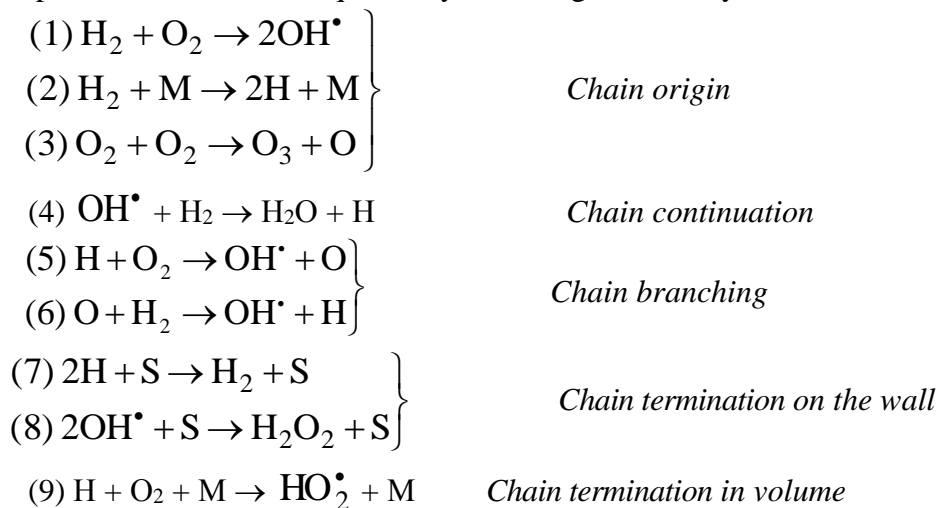 (1) H₂ + O₂ → 2OH•
(2) H₂ + M → 2H + M
Chain origin
(3) O₂ + O₂ → O₃ + O
(4) OH• + H₂ → H₂O + H Chain continuation
(5) H + O₂ → OH• + O
Chain branching
(6) O + H₂ → OH• + H
(7) 2H + S → H₂ + S
Chain termination on the wall
(8) 2OH• + S → H₂O₂ + S
(9) H + O₂ + M → HO₂• + M Chain termination in volume